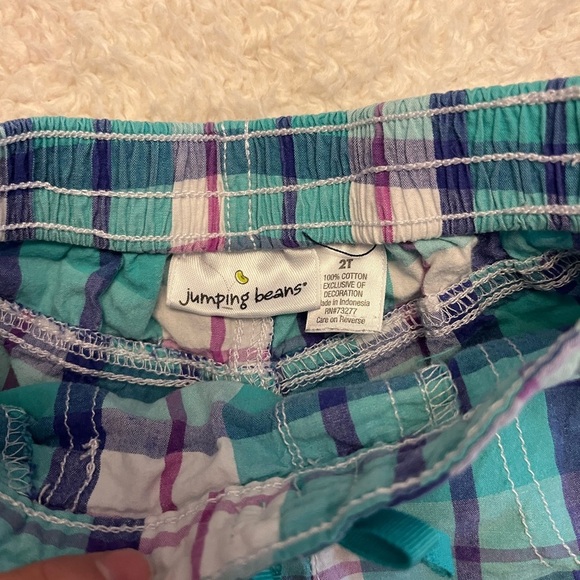 jumping beans®
2T
100% COTTON
EXCLUSIVE OF
DECORATION
Made in Indonesia
RN#73277
Care on Reverse